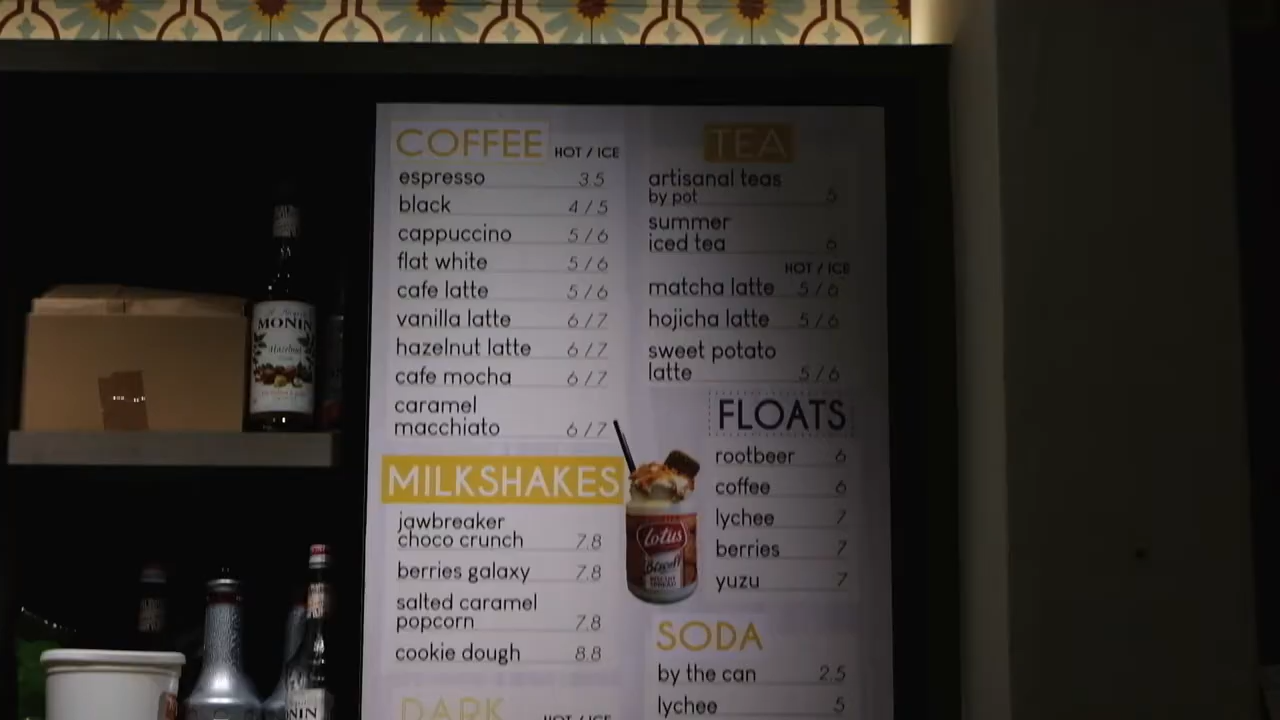 COFFEE HOT / ICE
espresso 3.5
black 4 / 5
cappuccino 5 / 6
flat white 5 / 6
cafe latte 5 / 6
vanilla latte 6 / 7
hazelnut latte 6 / 7
cafe mocha 6 / 7
caramel
macchiato 6 / 7
MILKSHAKES
jawbreaker
choco crunch 7.8
berries galaxy 7.8
salted caramel
popcorn 7.8
cookie dough 8.8
DARK HOT / ICE
TEA
artisanal teas
by pot 5
summer
iced tea 6
HOT / ICE
matcha latte 5 / 6
hojicha latte 5 / 6
sweet potato
latte 5 / 6
FLOATS
rootbeer 6
coffee 6
lychee 7
berries 7
yuzu 7
Lotus
Biscoff
SODA
by the can 2.5
lychee 5
MONIN
Hazelnut